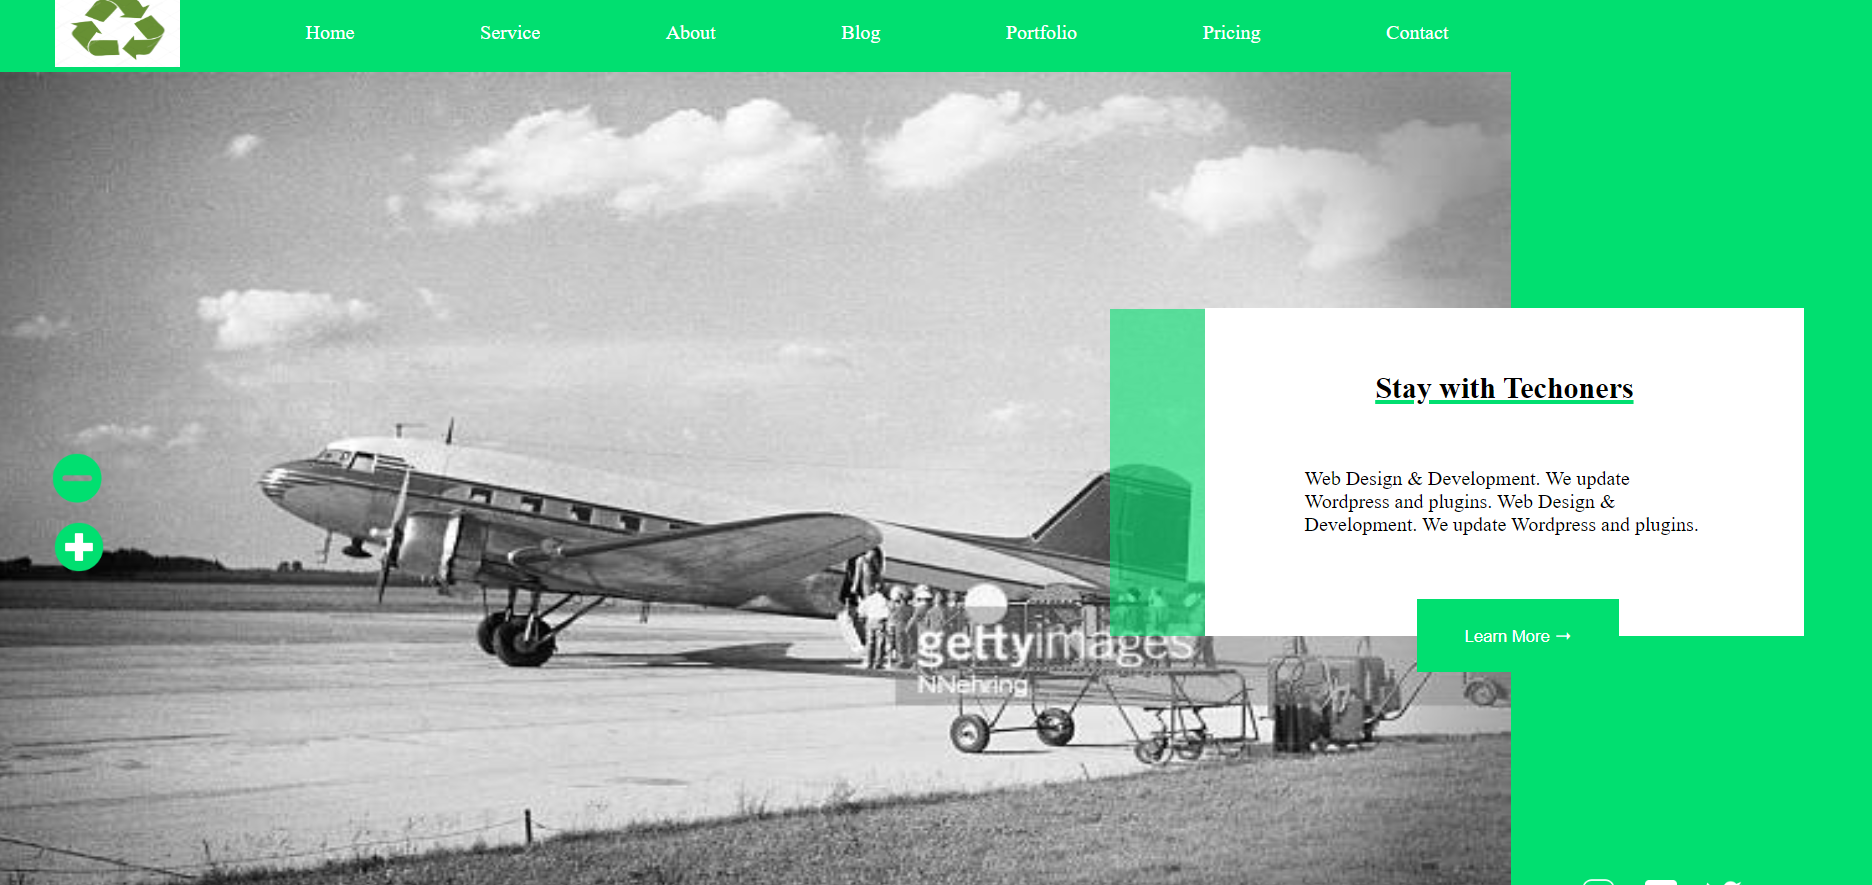 Home Service About Blog Portfolio Pricing Contact
Stay with Techoners
Web Design & Development. We update
Wordpress and plugins. Web Design &
Development. We update Wordpress and plugins.
Learn More →
gettyimages
NNehring